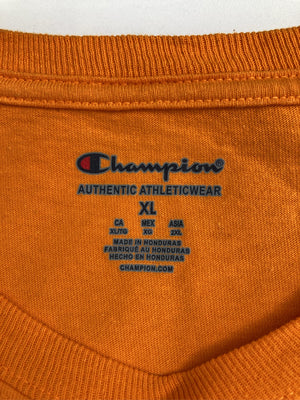 Champion
AUTHENTIC ATHLETICWEAR
XL
CA MEX ASIA
XL/TG XG 2XL
MADE IN HONDURAS
FABRIQUÉ AU HONDURAS
HECHO EN HONDURAS
CHAMPION.COM